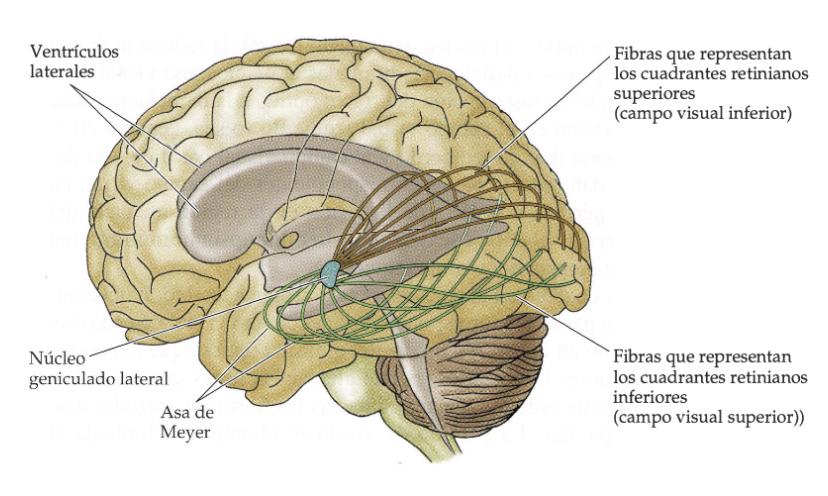 Ventrículos
laterales
Fibras que representan
los cuadrantes retinianos
superiores
(campo visual inferior)
Núcleo
geniculado lateral
Asa de
Meyer
Fibras que representan
los cuadrantes retinianos
inferiores
(campo visual superior))